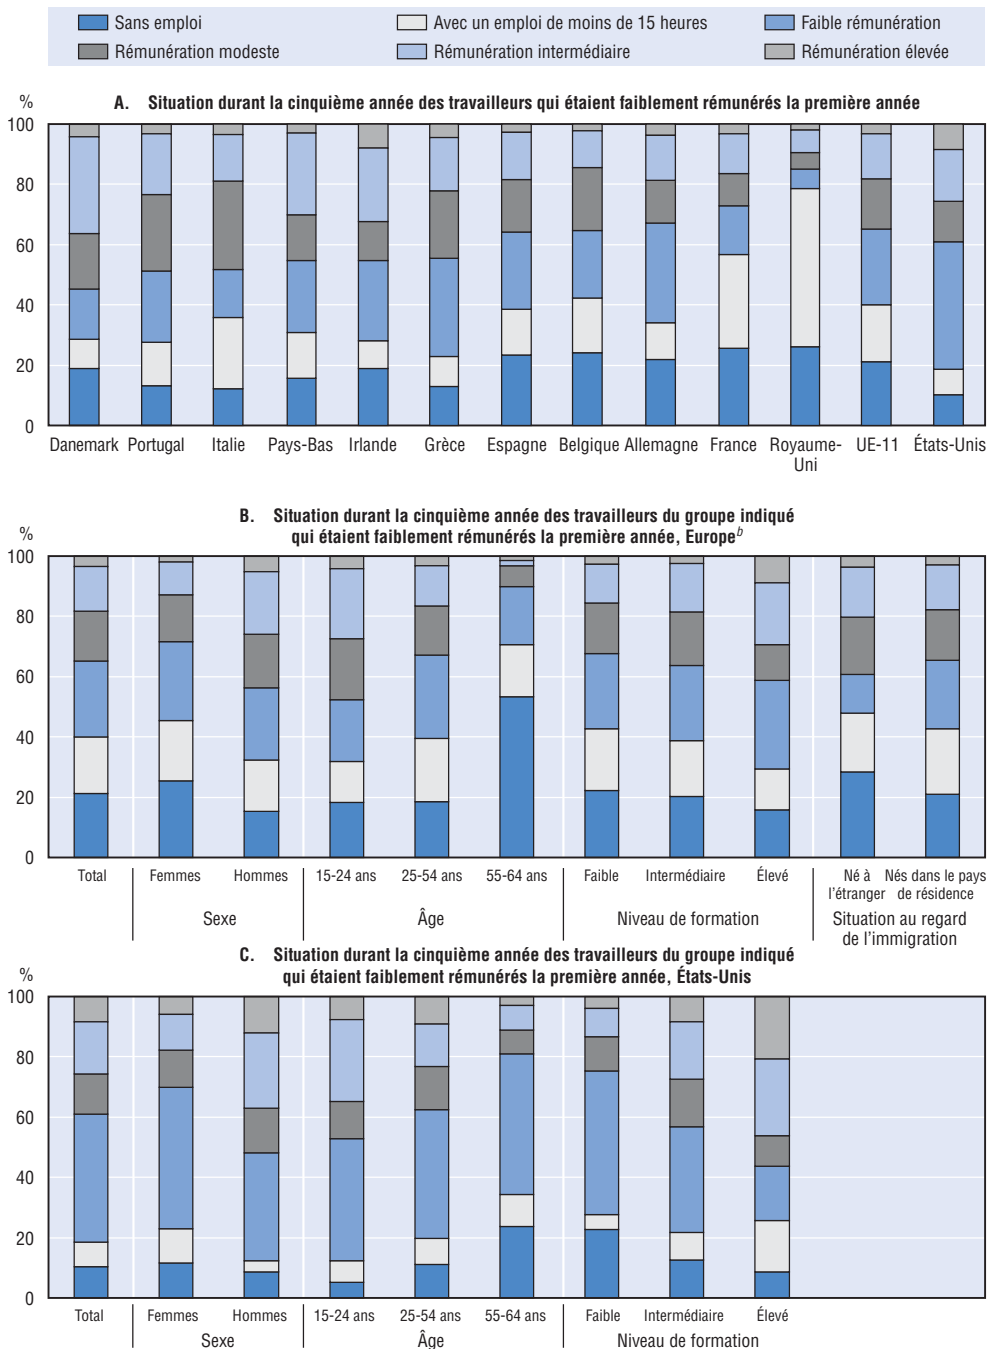 Sans emploi
Avec un emploi de moins de 15 heures
Faible rémunération
Rémunération modeste
Rémunération intermédiaire
Rémunération élevée
%
A. Situation durant la cinquième année des travailleurs qui étaient faiblement rémunérés la première année
100
80
60
40
20
0
Danemark Portugal Italie Pays-Bas Irlande Grèce Espagne Belgique Allemagne France Royaume-Uni UE-11 États-Unis
%
B. Situation durant la cinquième année des travailleurs du groupe indiqué
qui étaient faiblement rémunérés la première année, Europe^b
100
80
60
40
20
0
Total Femmes Hommes 15-24 ans 25-54 ans 55-64 ans Faible Intermédiaire Élevé Né à l'étranger Nés dans le pays de résidence
Sexe Âge Niveau de formation Situation au regard
de l'immigration
%
C. Situation durant la cinquième année des travailleurs du groupe indiqué
qui étaient faiblement rémunérés la première année, États-Unis
100
80
60
40
20
0
Total Femmes Hommes 15-24 ans 25-54 ans 55-64 ans Faible Intermédiaire Élevé
Sexe Âge Niveau de formation